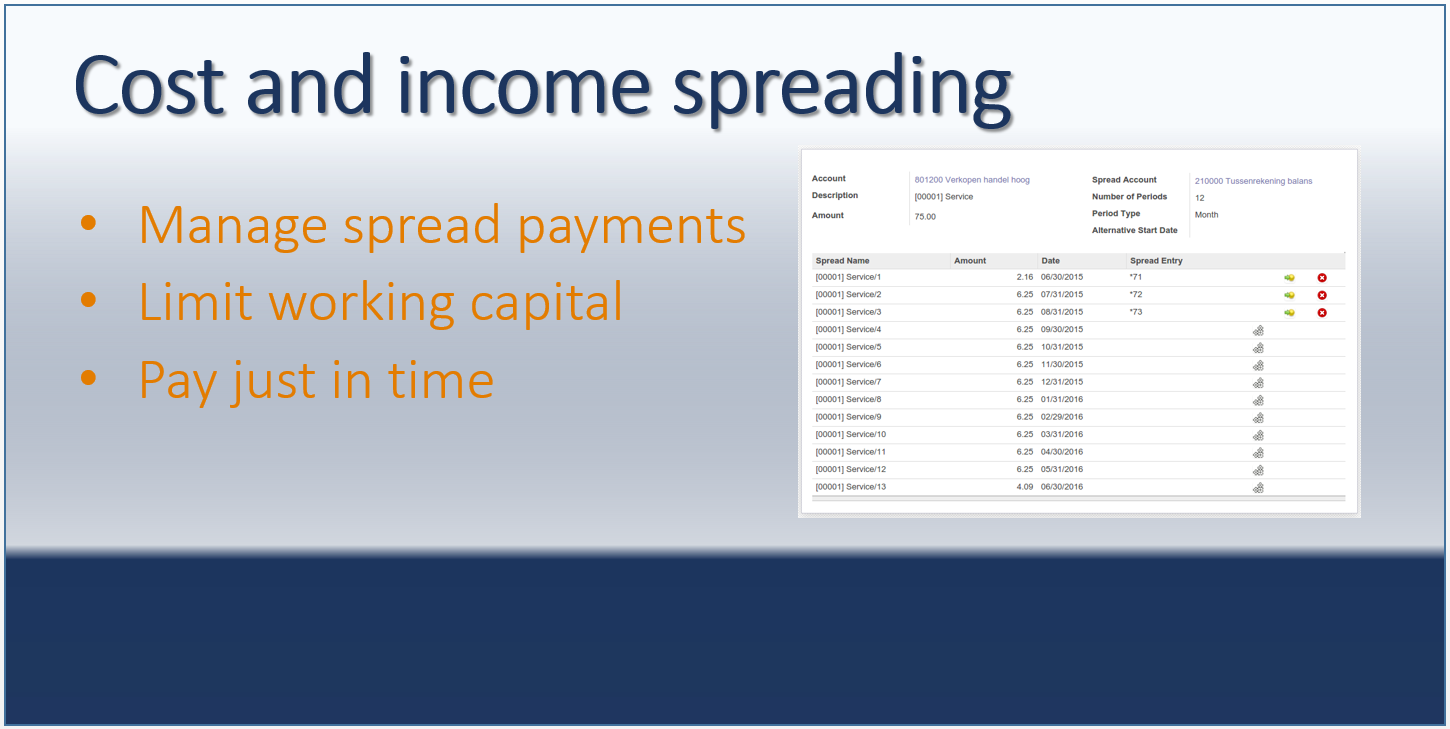 Cost and income spreading
• Manage spread payments
• Limit working capital
• Pay just in time
Account 801200 Verkopen handel hoog Spread Account 210000 Tussenrekening balans
Description [00001] Service Number of Periods 12
Amount 75.00 Period Type Month
Alternative Start Date
Spread Name Amount Date Spread Entry
[00001] Service/1 2.16 06/30/2015 *71
[00001] Service/2 6.25 07/31/2015 *72
[00001] Service/3 6.25 08/31/2015 *73
[00001] Service/4 6.25 09/30/2015
[00001] Service/5 6.25 10/31/2015
[00001] Service/6 6.25 11/30/2015
[00001] Service/7 6.25 12/31/2015
[00001] Service/8 6.25 01/31/2016
[00001] Service/9 6.25 02/29/2016
[00001] Service/10 6.25 03/31/2016
[00001] Service/11 6.25 04/30/2016
[00001] Service/12 6.25 05/31/2016
[00001] Service/13 4.09 06/30/2016